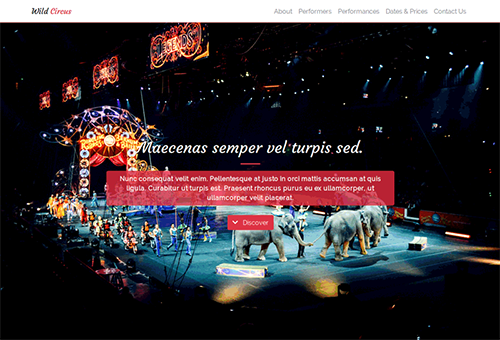 Wild Circus
About Performers Performances Dates & Prices Contact Us
LEGENDS
Maecenas semper vel turpis sed.
Nunc consequat velit enim. Pellentesque at justo in orci mattis accumsan at quis
ligula. Curabitur ut turpis est. Praesent rhoncus purus eu ex ullamcorper, ut
ullamcorper velit placerat.
Discover